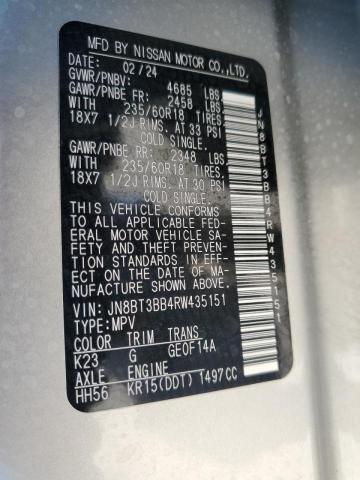 MFD BY NISSAN MOTOR CO.,LTD.
DATE: 02/24
GVWR/PNBV: 4685 LBS
GAWR/PNBE FR: 2458 LBS
WITH 235/60R18 TIRES,
18X7 1/2J RIMS. AT 33 PSI
COLD SINGLE.
GAWR/PNBE RR: 2348 LBS.
WITH 235/60R18 TIRES,
18X7 1/2J RIMS. AT 30 PSI
COLD SINGLE.
THIS VEHICLE CONFORMS
TO ALL APPLICABLE FED-
ERAL MOTOR VEHICLE SA-
FETY AND THEFT PREVEN-
TION STANDARDS IN EFF-
ECT ON THE DATE OF MA-
NUFACTURE SHOWN ABOVE.
VIN: JN8BT3BB4RW435151
TYPE:MPV
COLOR TRIM TRANS
K23 G GE0F14A
AXLE ENGINE
HH56 KR15(DDT) 1497CC
JN8BT3BB4RW435151